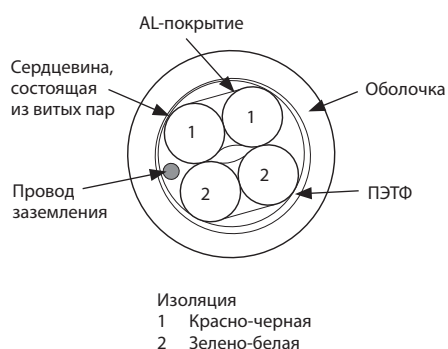 AL-покрытие
Сердцевина,
состоящая
из витых пар
Оболочка
1
1
2
2
Провод
заземления
ПЭТФ
Изоляция
1 Красно-черная
2 Зелено-белая